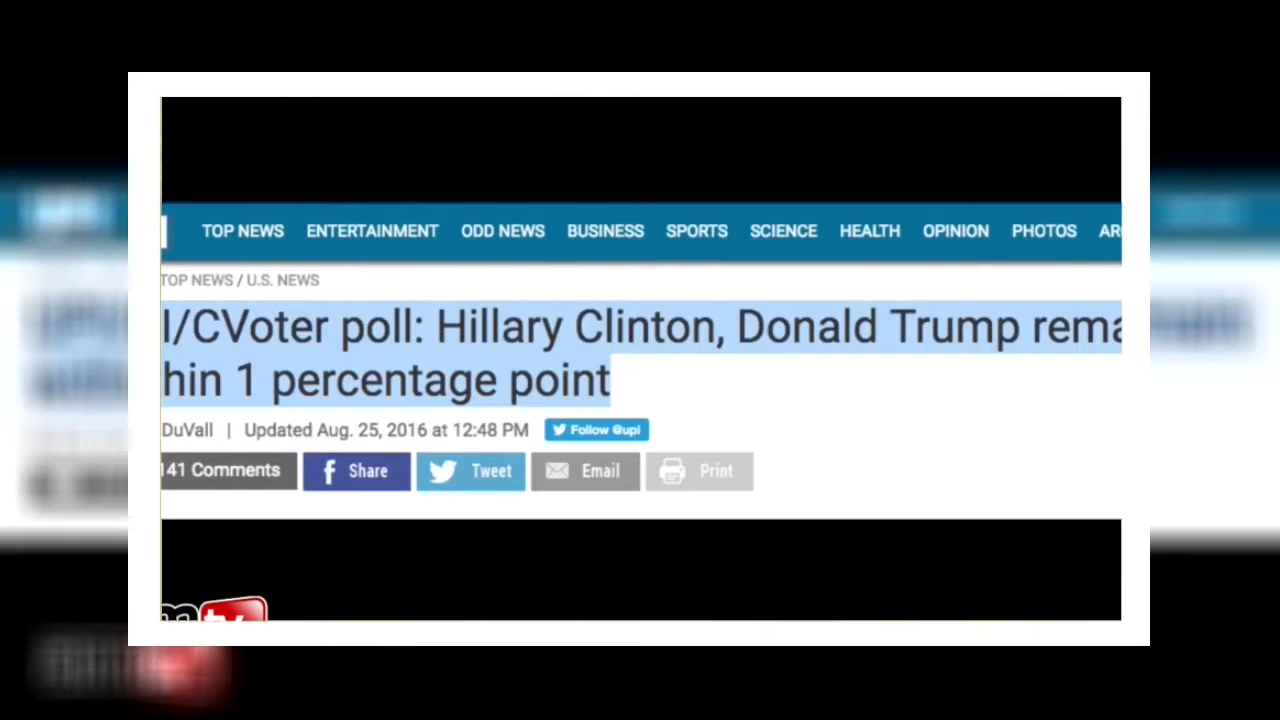 TOP NEWS ENTERTAINMENT ODD NEWS BUSINESS SPORTS SCIENCE HEALTH OPINION PHOTOS AR
TOP NEWS / U.S. NEWS
I/CVoter poll: Hillary Clinton, Donald Trump rema
hin 1 percentage point
DuVall | Updated Aug. 25, 2016 at 12:48 PM Follow @upi
141 Comments f Share Tweet Email Print
tv